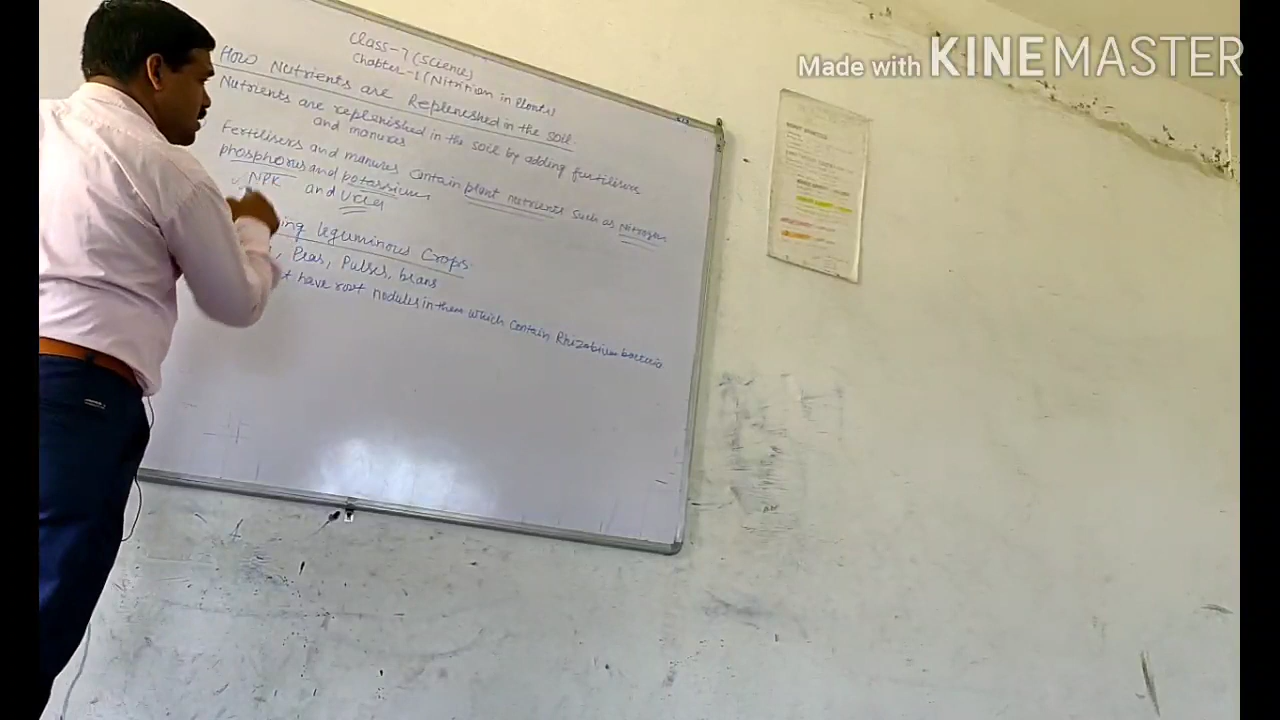 Made with KINEMASTER
Class-7 (Science)
Chapter-1 (Nitrition in Plants)
How Nutrients are Replenished in the soil.
Nutrients are replenished in the soil by adding fertilisers
and manures
Fertilisers and manures contain plant nutrients such as Nitrogen
phosphorus and potassium.
NPK and Urea
leguminous Crops.
Peas, Pulses, beans
have root nodules in them which contain Rhizobium bacteria